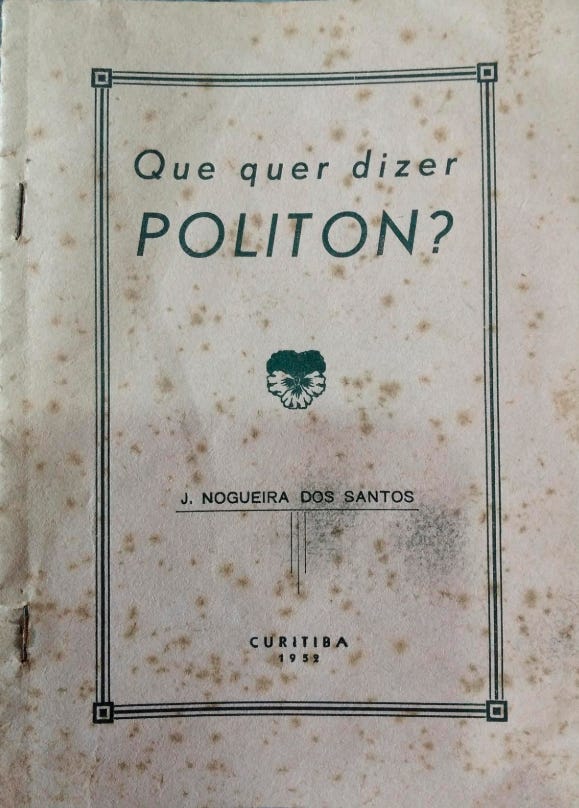 Que quer dizer
POLITON?
J. NOGUEIRA DOS SANTOS
CURITIBA
1952